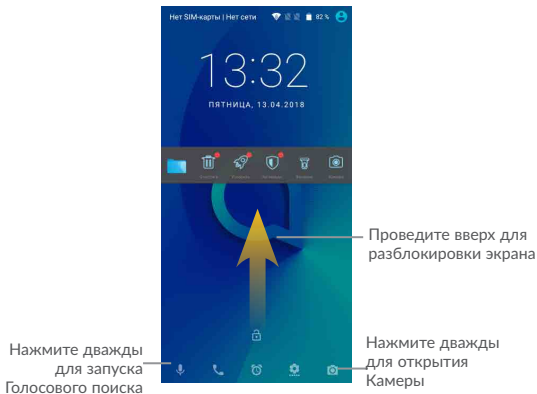 Нет SIM-карты | Нет сети
82 %
13:32
ПЯТНИЦА, 13.04.2018
Проведите вверх для
разблокировки экрана
Нажмите дважды
для запуска
Голосового поиска
Нажмите дважды
для открытия
Камеры